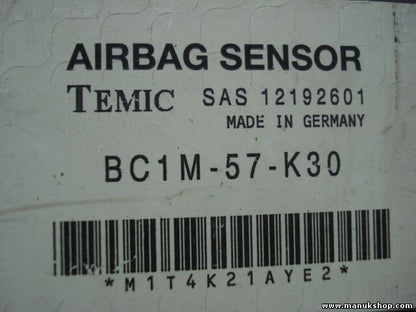 AIRBAG SENSOR
TEMIC SAS 12192601
MADE IN GERMANY
BC1M-57-K30
*M1T4K21AYE2*
www.manukshop.com